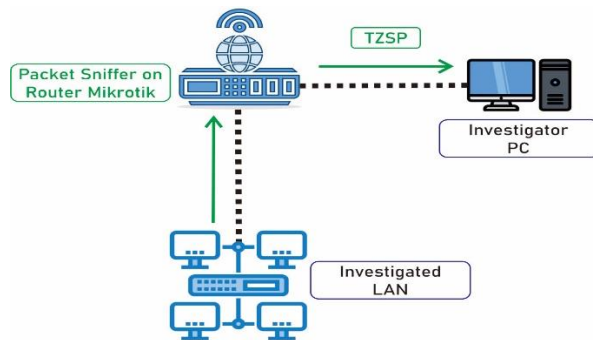 TZSP
Packet Sniffer on
Router Mikrotik
Investigator
PC
Investigated
LAN